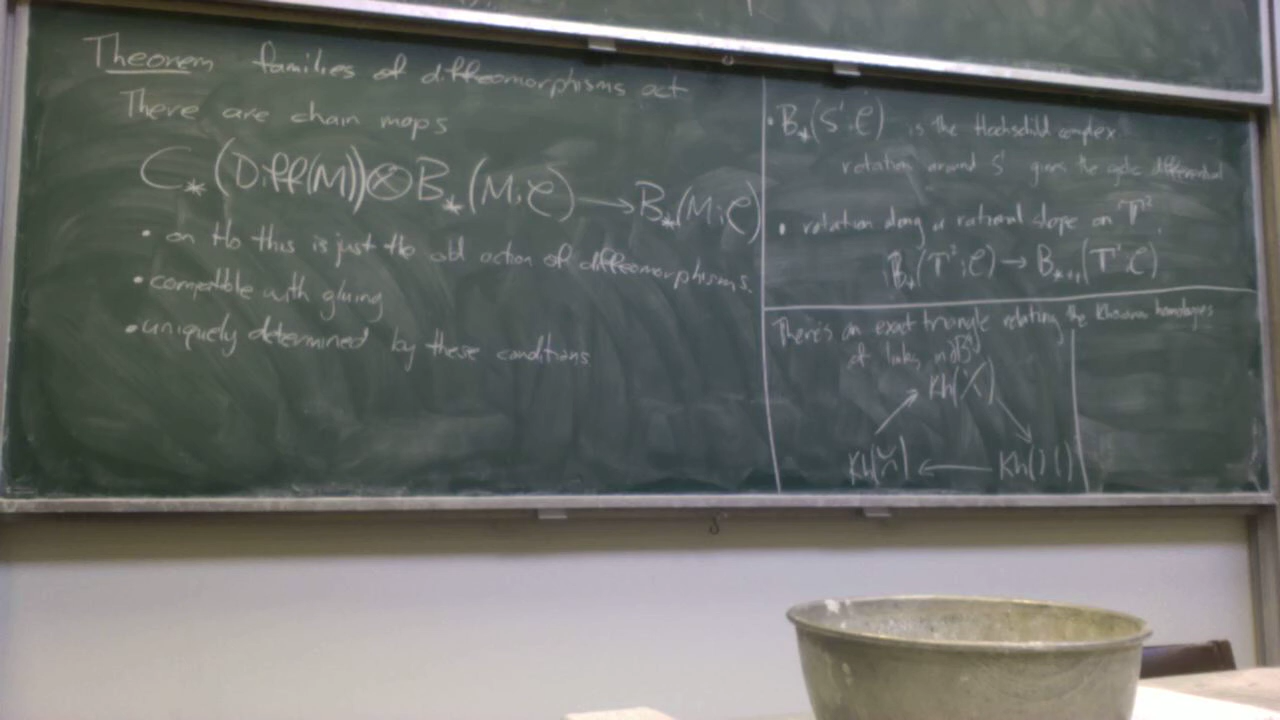 Theorem families of diffeomorphisms act
There are chain maps
C_*(Diff(M)) ⊗ B_*(M; C) → B_*(M; C)
• on H0 this is just the old action of diffeomorphisms.
• compatible with gluing
• uniquely determined by these conditions
• B_*(S¹; C) is the Hochschild complex.
rotation around S¹ gives the cyclic differential
• rotation along a rational slope on T²
B_*(T²; C) → B_{*+1}(T²; C)
There's an exact triangle relating the Khovanov homologies
of links in ∂B⁴
Kh(
Kh(
Kh()()